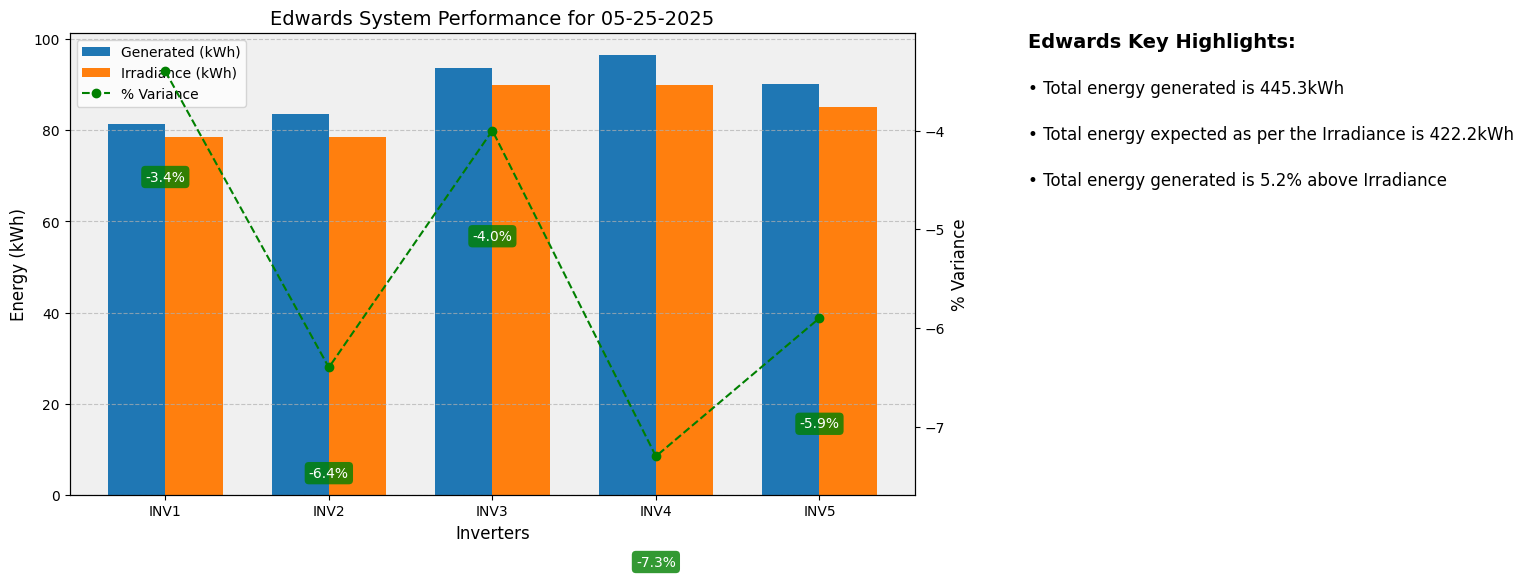 Edwards System Performance for 05-25-2025
Generated (kWh)
Irradiance (kWh)
% Variance
100
80
60
40
20
0
Energy (kWh)
-3.4%
-6.4%
-4.0%
-7.3%
-5.9%
−4
−5
−6
−7
% Variance
INV1
INV2
INV3
INV4
INV5
Inverters
Edwards Key Highlights:
• Total energy generated is 445.3kWh
• Total energy expected as per the Irradiance is 422.2kWh
• Total energy generated is 5.2% above Irradiance